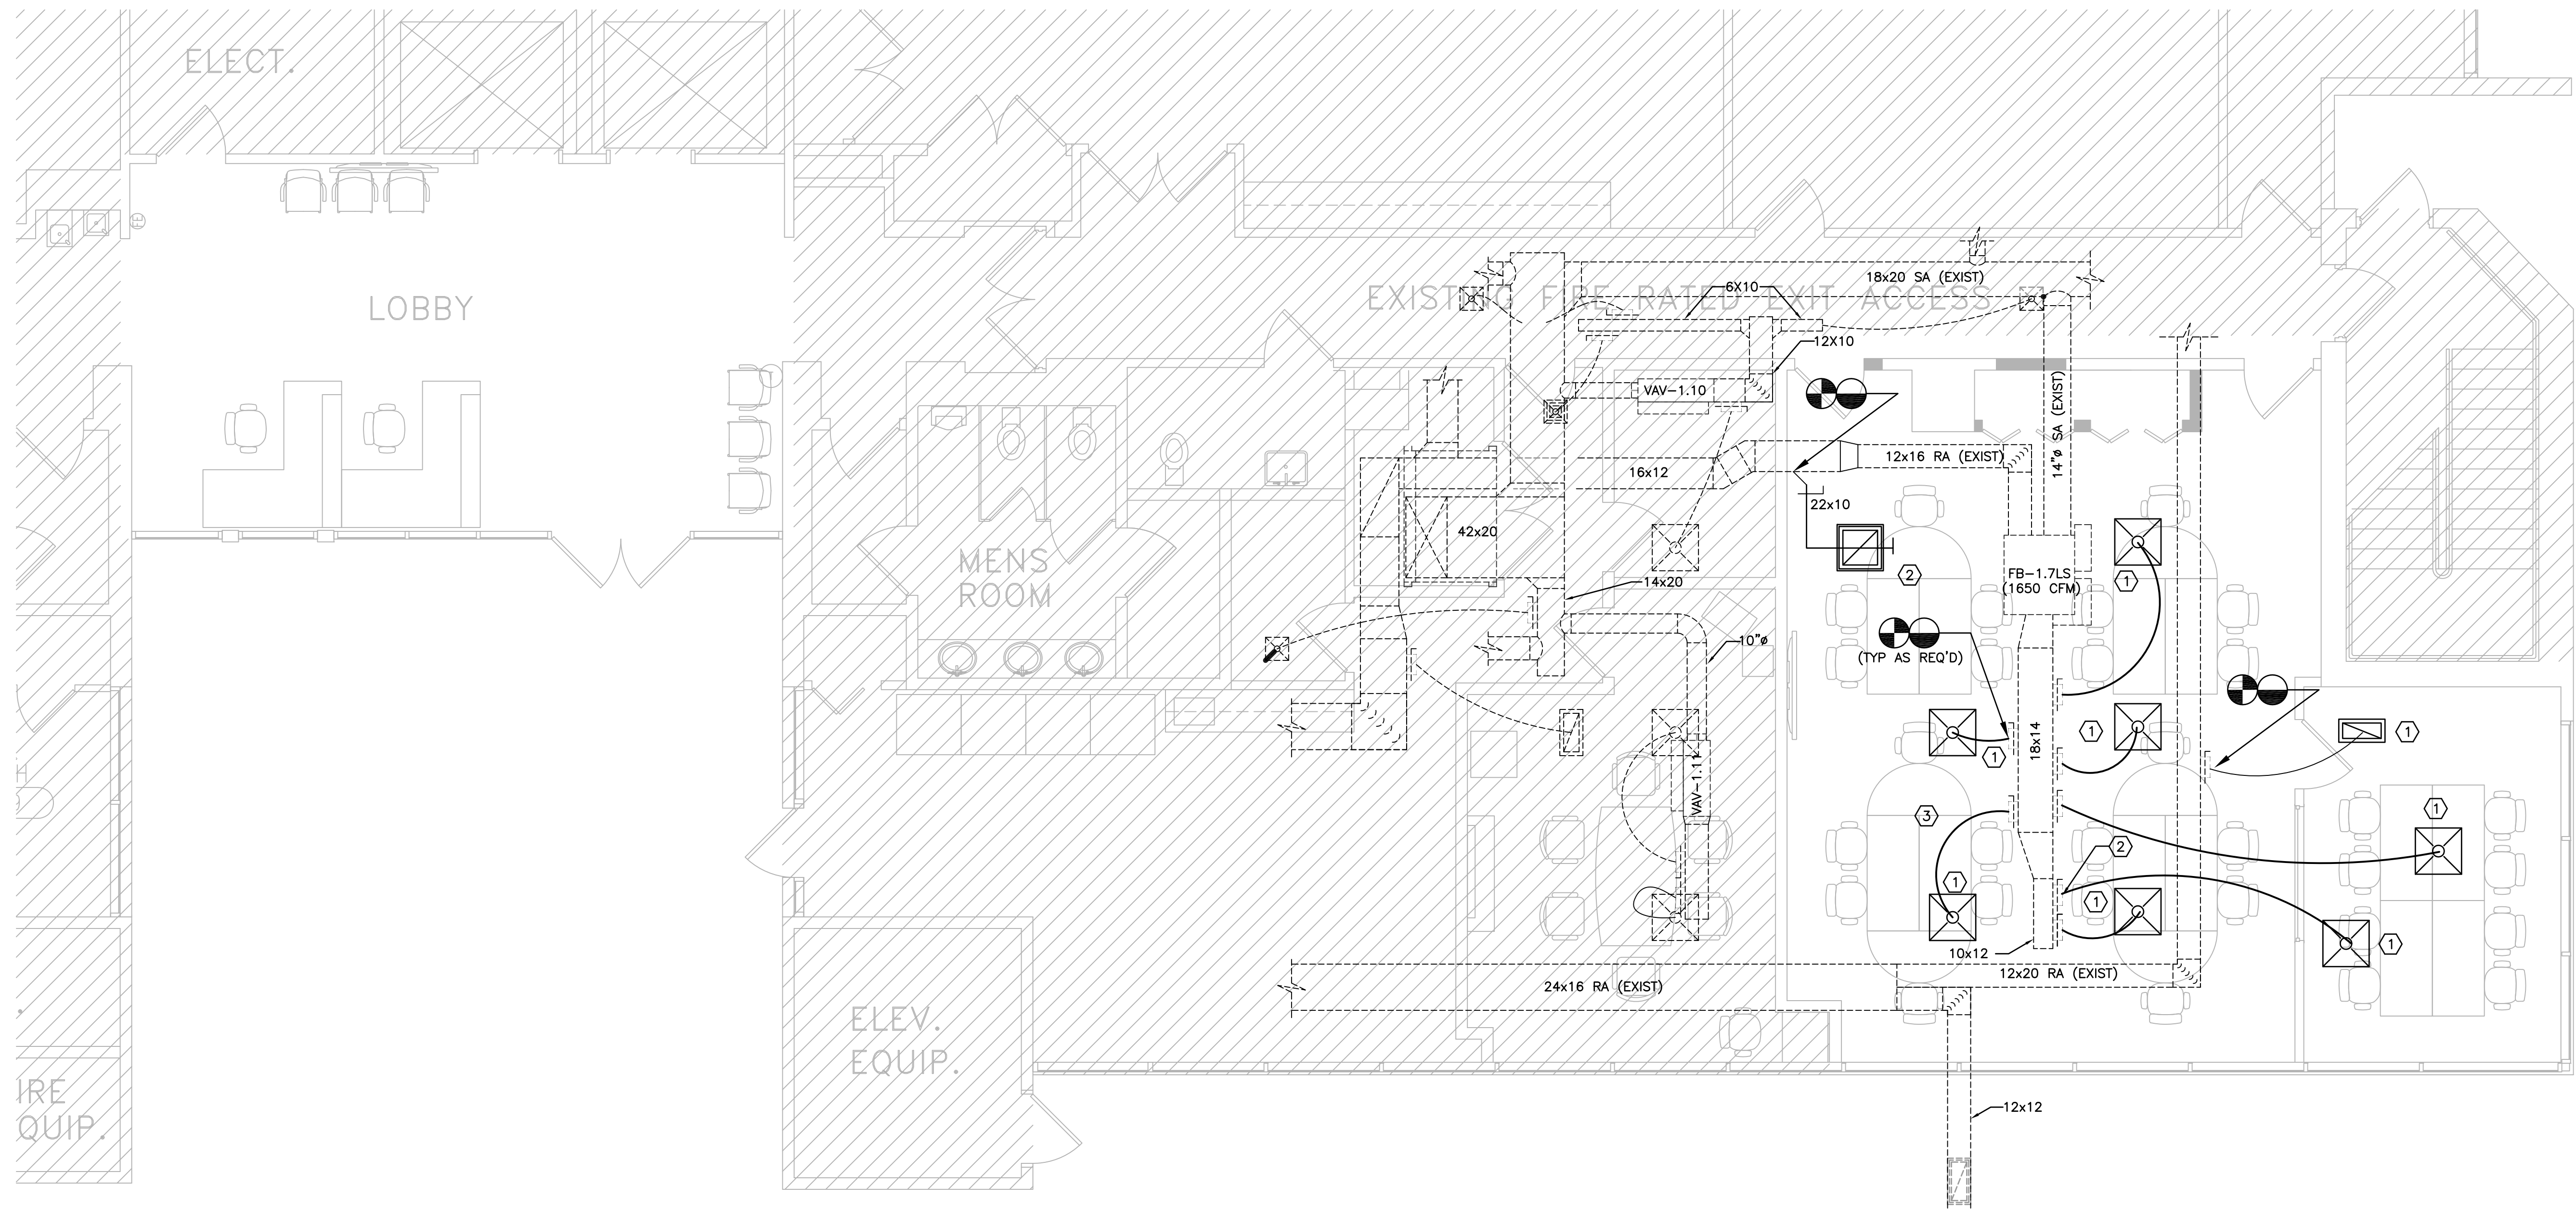 ELECT.
LOBBY
EXISTING FIRE RATED EXIT ACCESS
18x20 SA (EXIST)
6X10
12X10
VAV-1.10
14"ø SA (EXIST)
12x16 RA (EXIST)
16x12
22x10
42x20
MENS
ROOM
14x20
FB-1.7LS
(1650 CFM)
2
1
(TYP AS REQ'D)
10"ø
18x14
1
1
1
VAV-1.11
3
1
2
1
1
1
10x12
12x20 RA (EXIST)
24x16 RA (EXIST)
ELEV.
EQUIP.
IRE
QUIP.
12x12